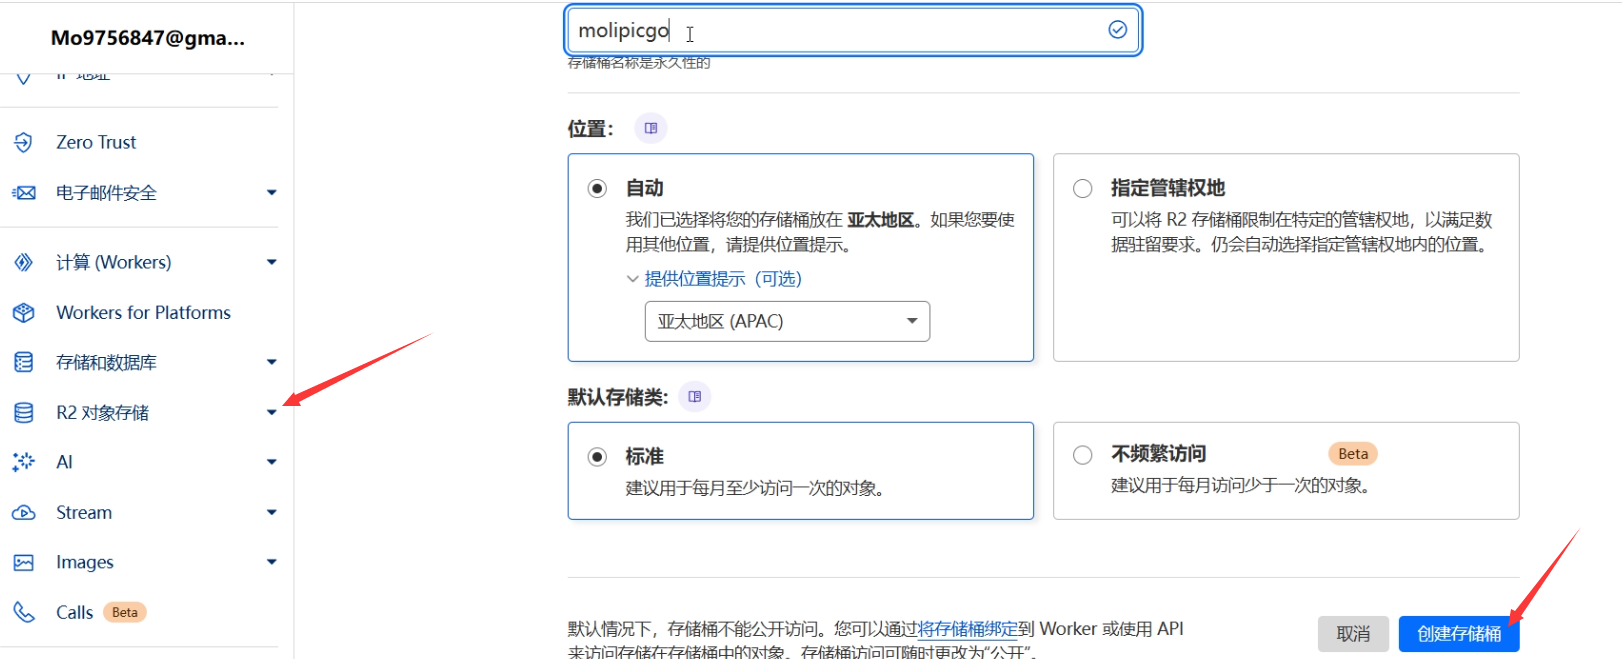 Mo9756847@gma...
IP 地址
Zero Trust
电子邮件安全
计算 (Workers)
Workers for Platforms
存储和数据库
R2 对象存储
AI
Stream
Images
Calls Beta
molipicgo
存储桶名称是永久性的
位置：
自动
我们已选择将您的存储桶放在 亚太地区。如果您要使
用其他位置，请提供位置提示。
提供位置提示（可选）
亚太地区 (APAC)
指定管辖权地
可以将 R2 存储桶限制在特定的管辖权地，以满足数
据驻留要求。仍会自动选择指定管辖权地内的位置。
默认存储类:
标准
建议用于每月至少访问一次的对象。
不频繁访问 Beta
建议用于每月访问少于一次的对象。
默认情况下，存储桶不能公开访问。您可以通过将存储桶绑定到 Worker 或使用 API
来访问存储在存储桶中的对象。存储桶访问可随时更改为“公开”。
取消
创建存储桶